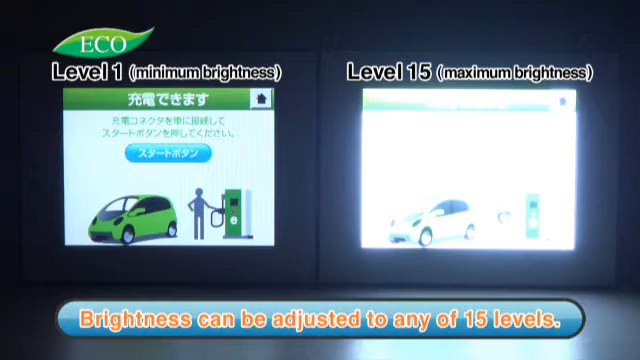 ECO
Level 1 (minimum brightness)
Level 15 (maximum brightness)
充電できます
充電コネクタを車に接続して
スタートボタンを押してください。
スタートボタン
Brightness can be adjusted to any of 15 levels.